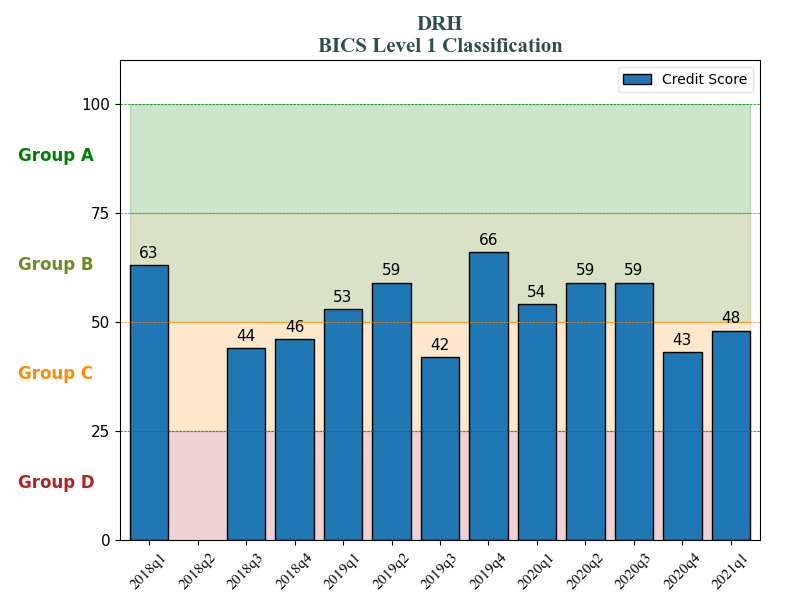 DRH
BICS Level 1 Classification
Credit Score
100
Group A
75
66
63
Group B
59
59
59
54
53
50
48
46
44
43
42
Group C
25
Group D
0
2018q1 2018q2 2018q3 2018q4 2019q1 2019q2 2019q3 2019q4 2020q1 2020q2 2020q3 2020q4 2021q1